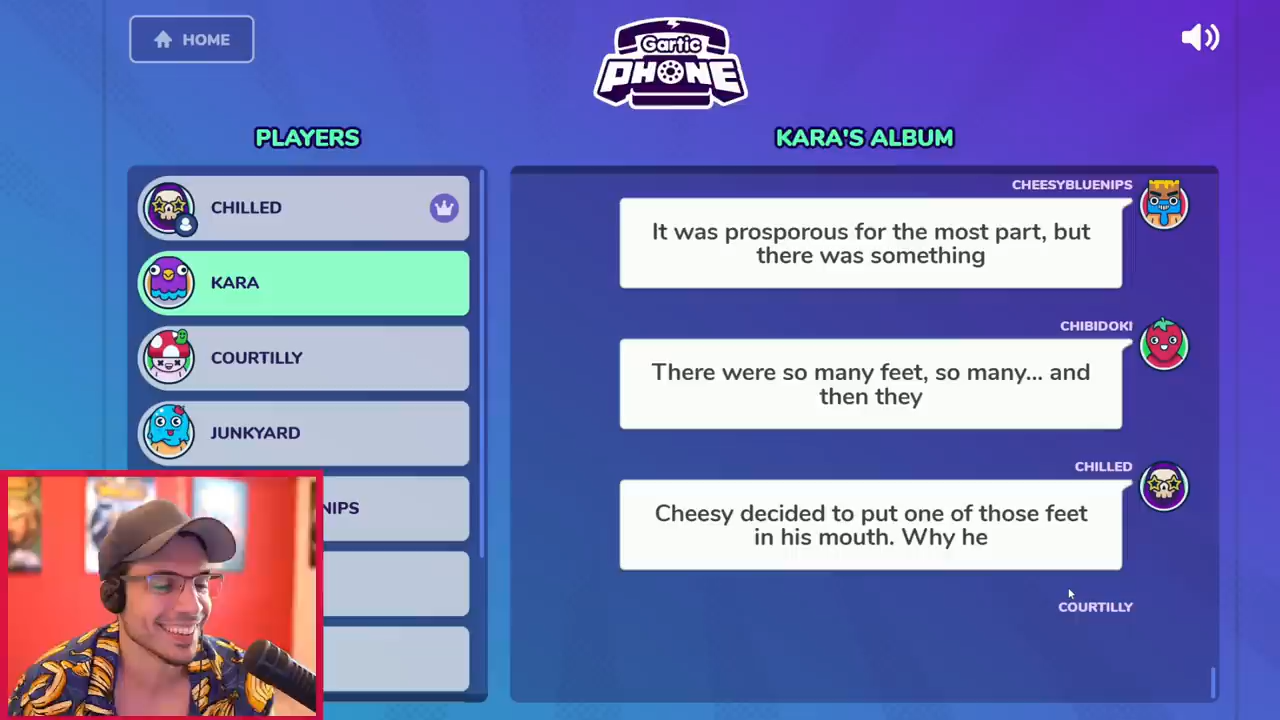 HOME
Gartic
PHONE
PLAYERS
KARA'S ALBUM
CHILLED
KARA
COURTILLY
JUNKYARD
NIPS
CHEESYBLUENIPS
It was prosporous for the most part, but
there was something
CHIBIDOKI
There were so many feet, so many... and
then they
CHILLED
Cheesy decided to put one of those feet
in his mouth. Why he
COURTILLY